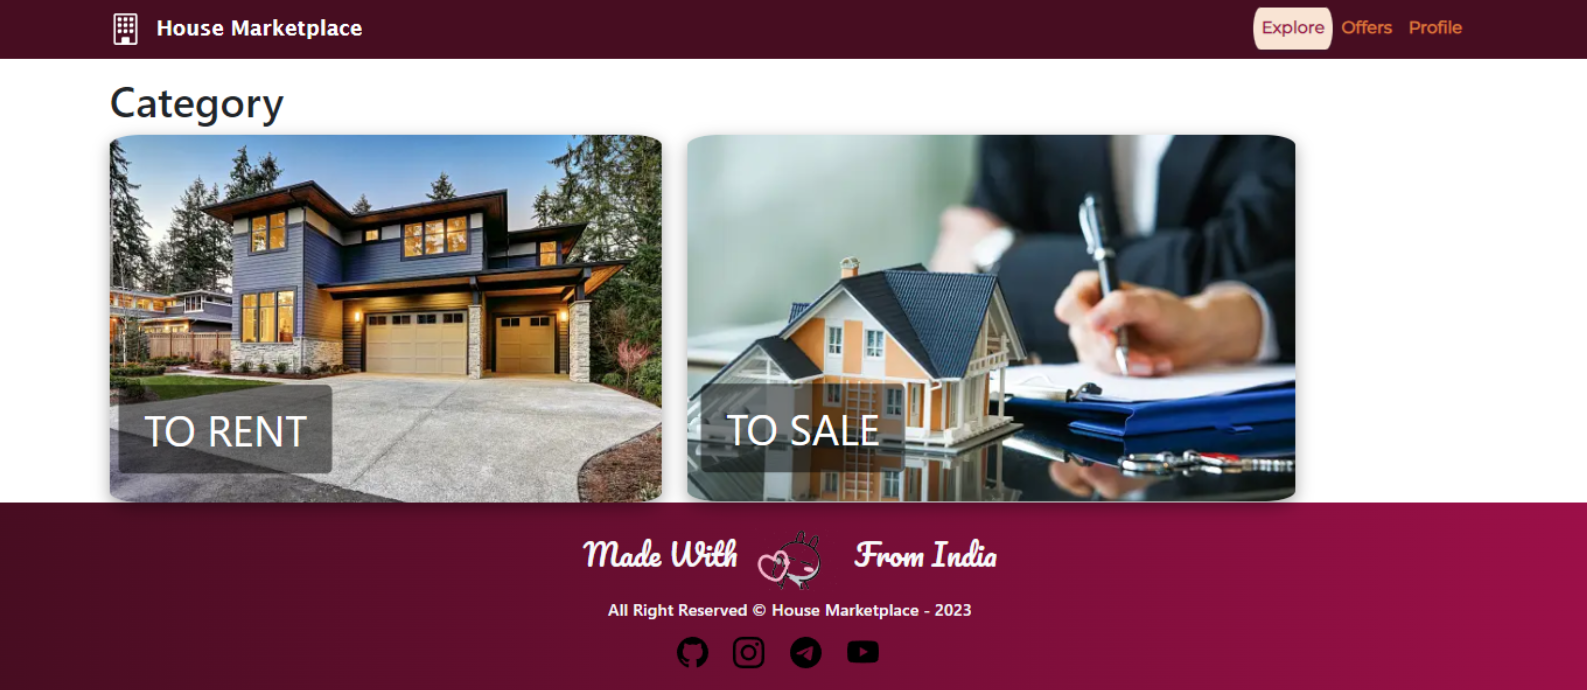 House Marketplace
Explore Offers Profile
Category
TO RENT
TO SALE
Made With From India
All Right Reserved © House Marketplace - 2023